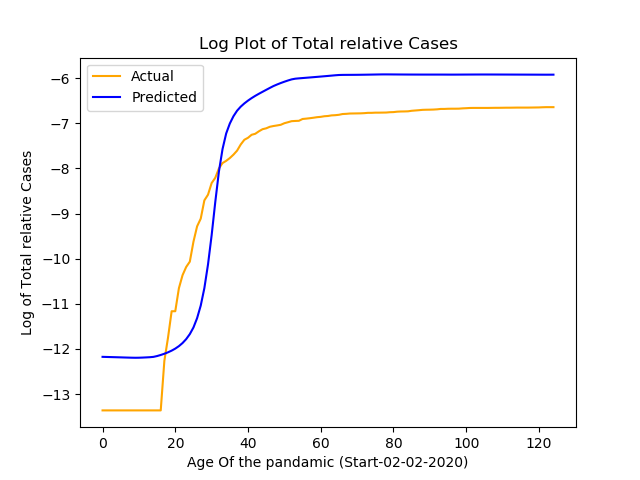 Log Plot of Total relative Cases
Actual
Predicted
Log of Total relative Cases
−6
−7
−8
−9
−10
−11
−12
−13
0 20 40 60 80 100 120
Age Of the pandamic (Start-02-02-2020)